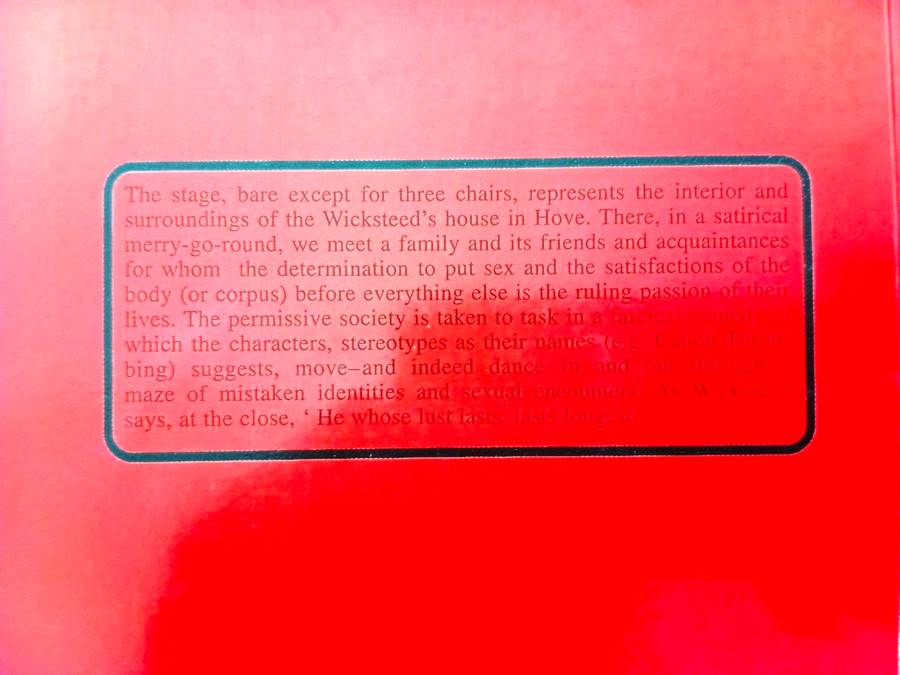 The stage, bare except for three chairs, represents the interior and
surroundings of the Wicksteed's house in Hove. There, in a satirical
merry-go-round, we meet a family and its friends and acquaintances
for whom the determination to put sex and the satisfactions of the
body (or corpus) before everything else is the ruling passion of their
lives. The permissive society is taken to task in a farcical comedy in
which the characters, stereotypes as their names (e.g. Canon Throb-
bing) suggests, move–and indeed dance–in and out through a
maze of mistaken identities and sexual encounters. As Wicksteed
says, at the close, ‘ He whose lust lasts, lasts longest